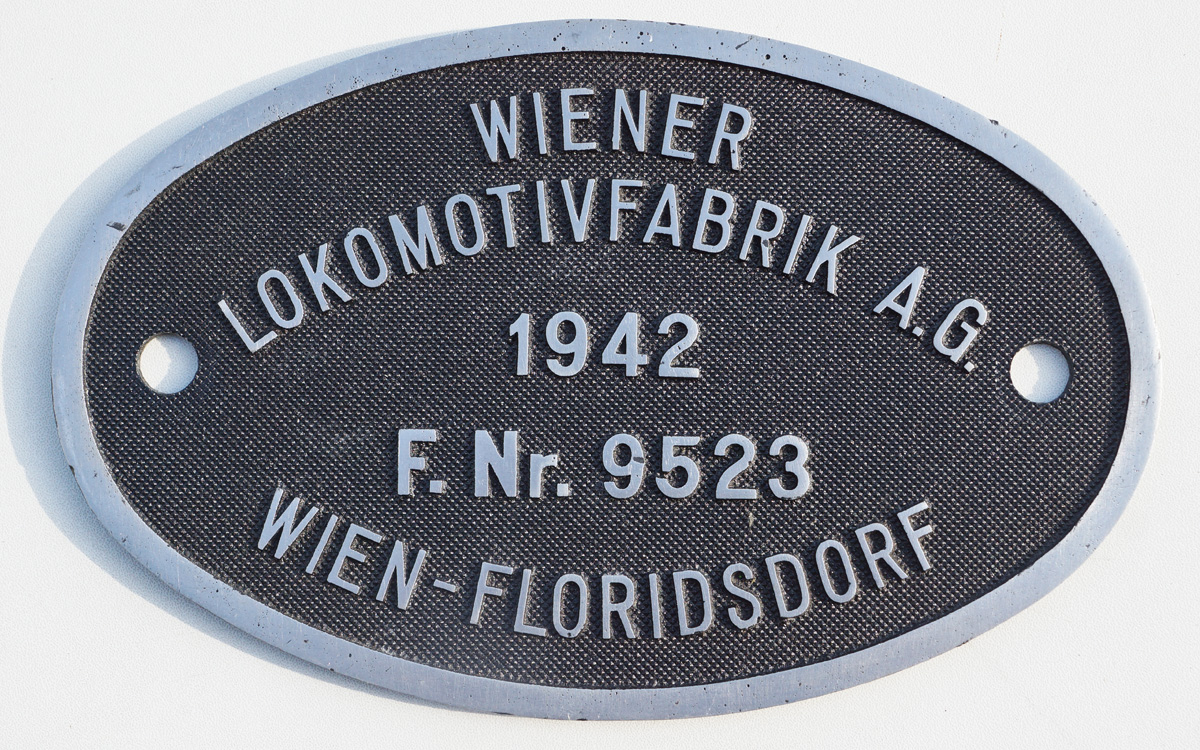 WIENER
LOKOMOTIVFABRIK A.G.
1942
F. Nr. 9523
WIEN-FLORIDSDORF